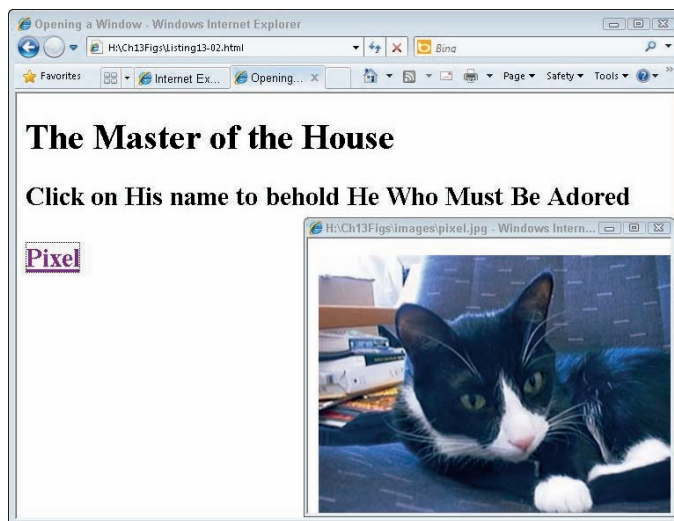 Opening a Window - Windows Internet Explorer
H:\Ch13Figs\Listing13-02.html
Bing
Favorites
Internet Ex...
Opening...
Page
Safety
Tools
The Master of the House
Click on His name to behold He Who Must Be Adored
Pixel
H:\Ch13Figs\images\pixel.jpg - Windows Intern...